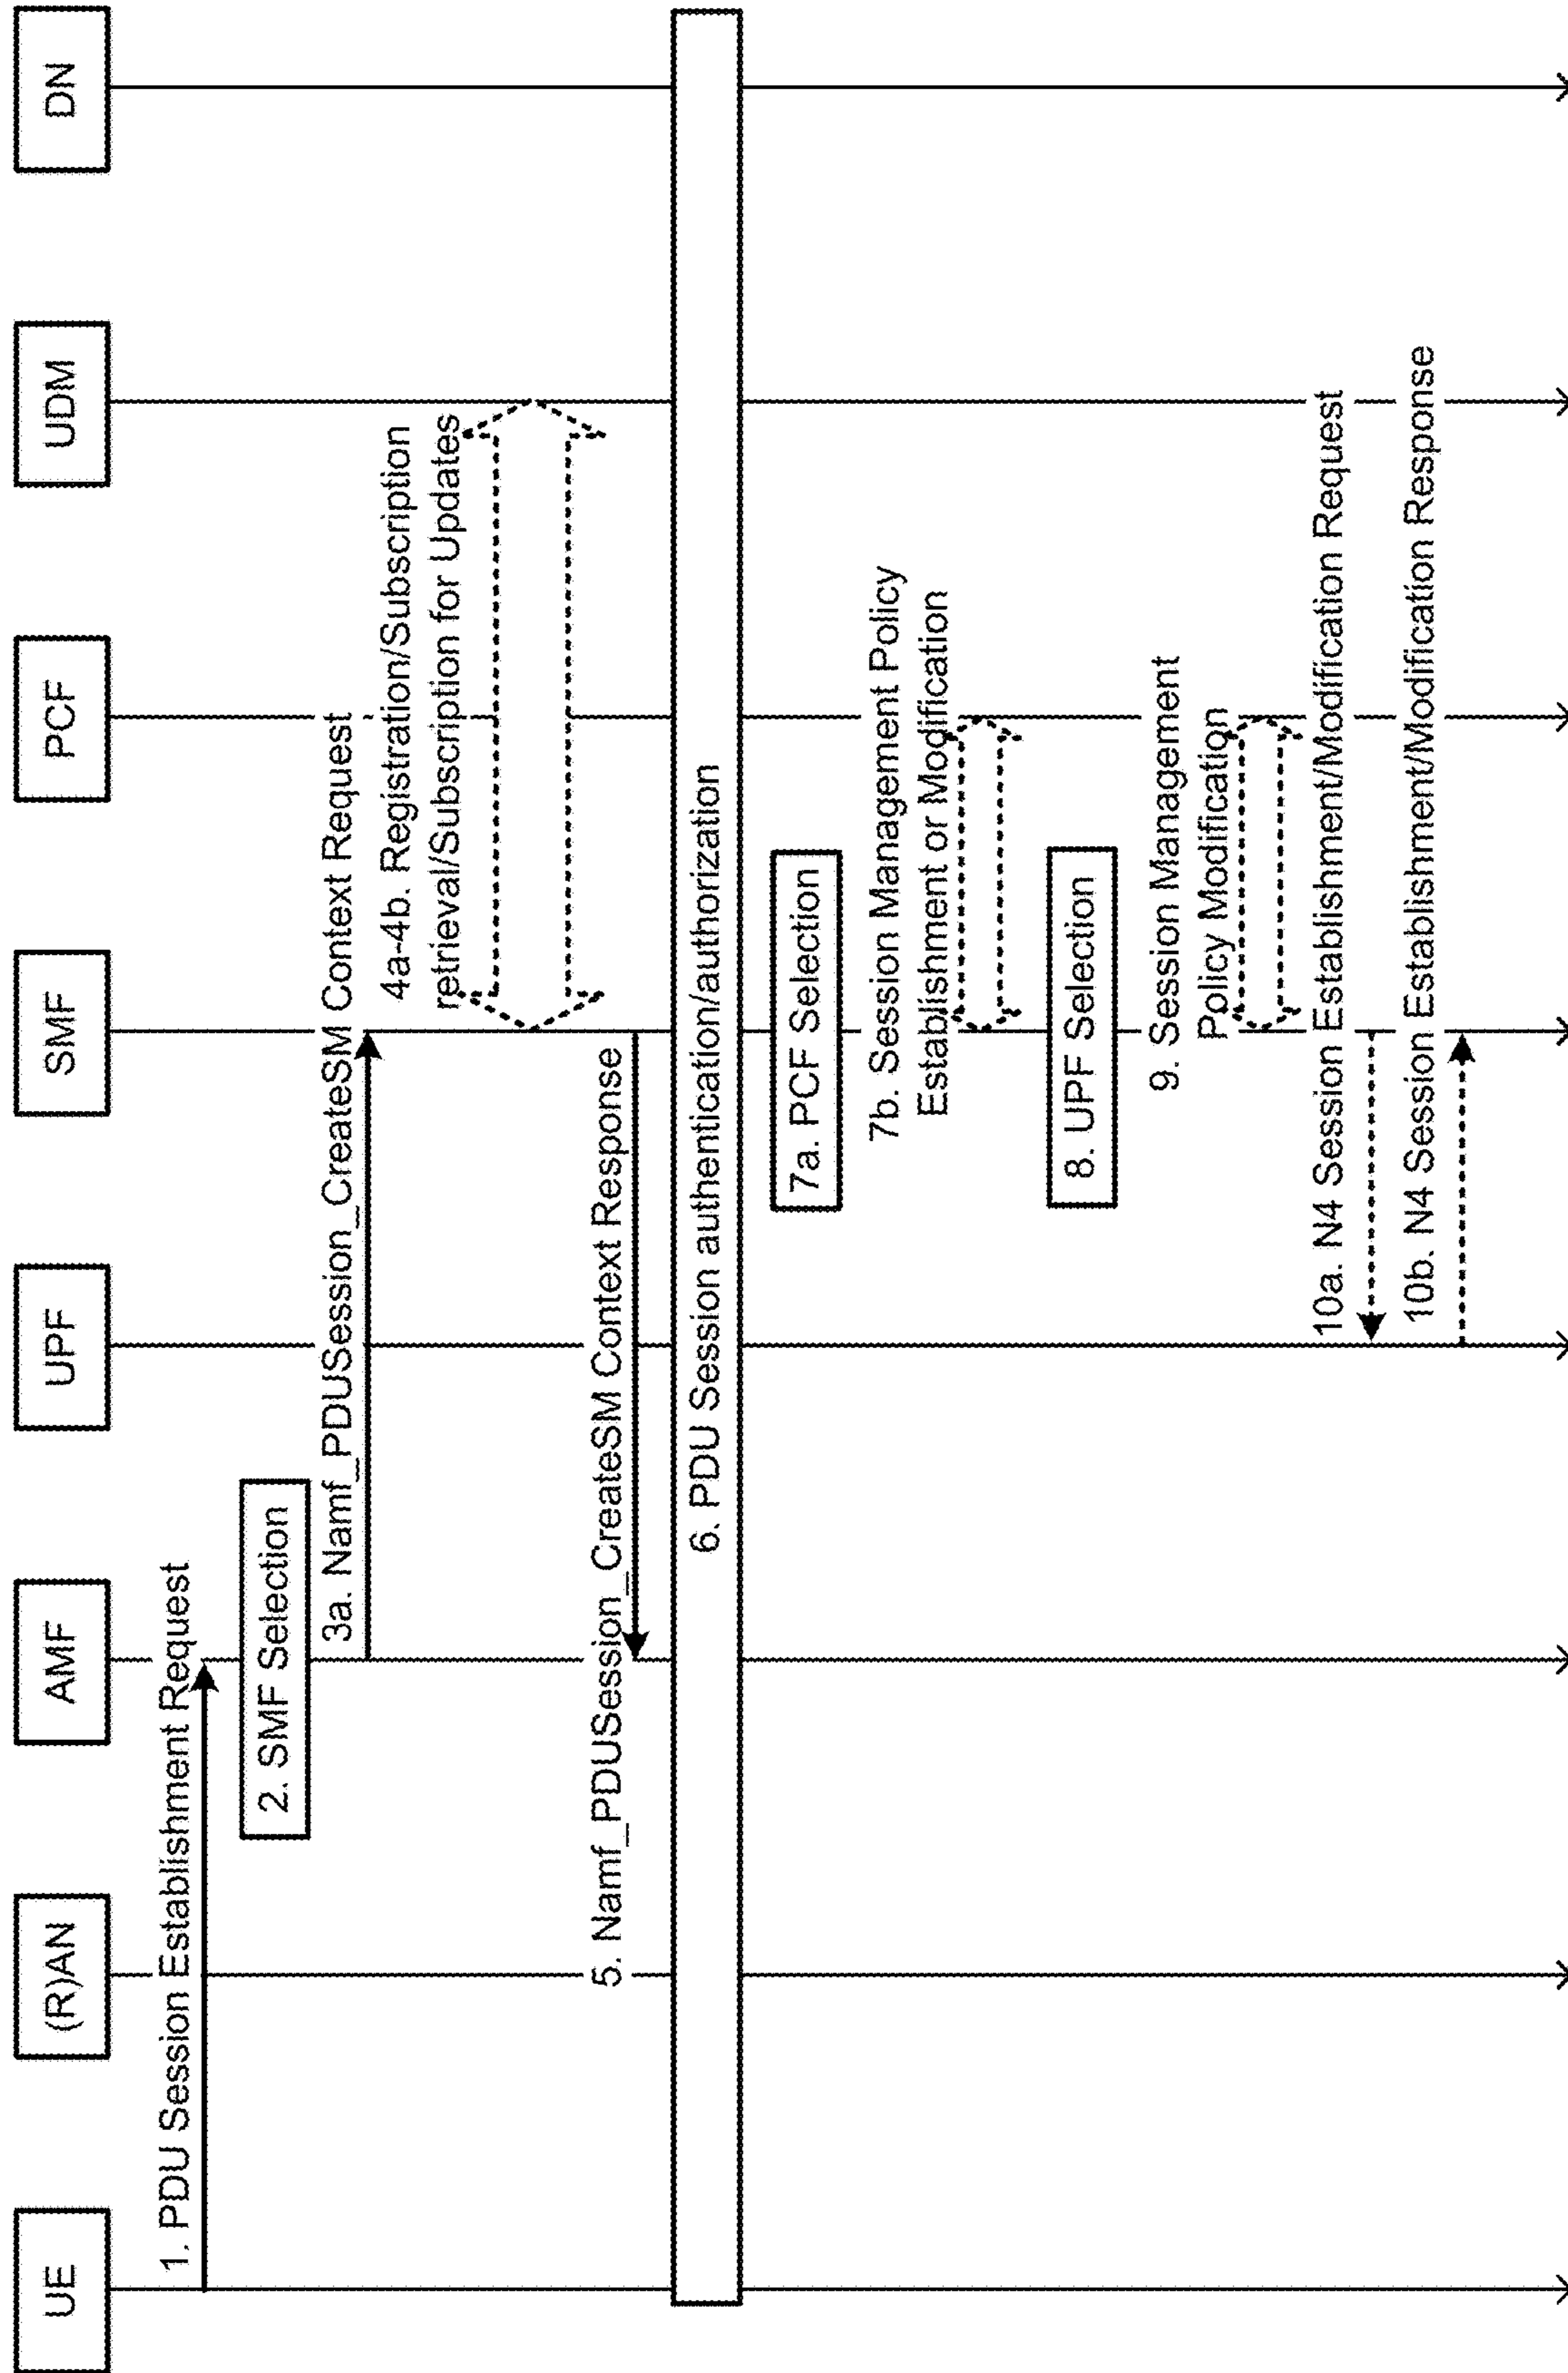 UE
(R)AN
AMF
UPF
SMF
PCF
UDM
DN
1. PDU Session Establishment Request
2. SMF Selection
3a. Namf_PDUSession_CreateSM Context Request
4a-4b. Registration/Subscription
retrieval/Subscription for Updates
5. Namf_PDUSession_CreateSM Context Response
6. PDU Session authentication/authorization
7a. PCF Selection
7b. Session Management Policy
Establishment or Modification
8. UPF Selection
9. Session Management
Policy Modification
10a. N4 Session Establishment/Modification Request
10b. N4 Session Establishment/Modification Response